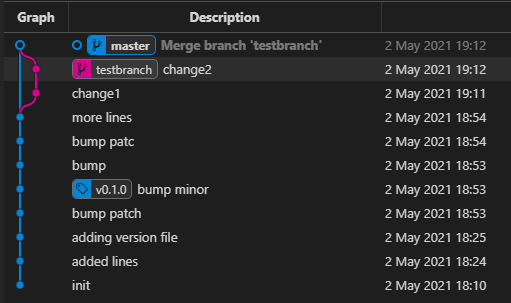 Graph Description
master Merge branch 'testbranch' 2 May 2021 19:12
testbranch change2 2 May 2021 19:12
change1 2 May 2021 19:11
more lines 2 May 2021 18:54
bump patc 2 May 2021 18:54
bump 2 May 2021 18:53
v0.1.0 bump minor 2 May 2021 18:53
bump patch 2 May 2021 18:53
adding version file 2 May 2021 18:25
added lines 2 May 2021 18:24
init 2 May 2021 18:10